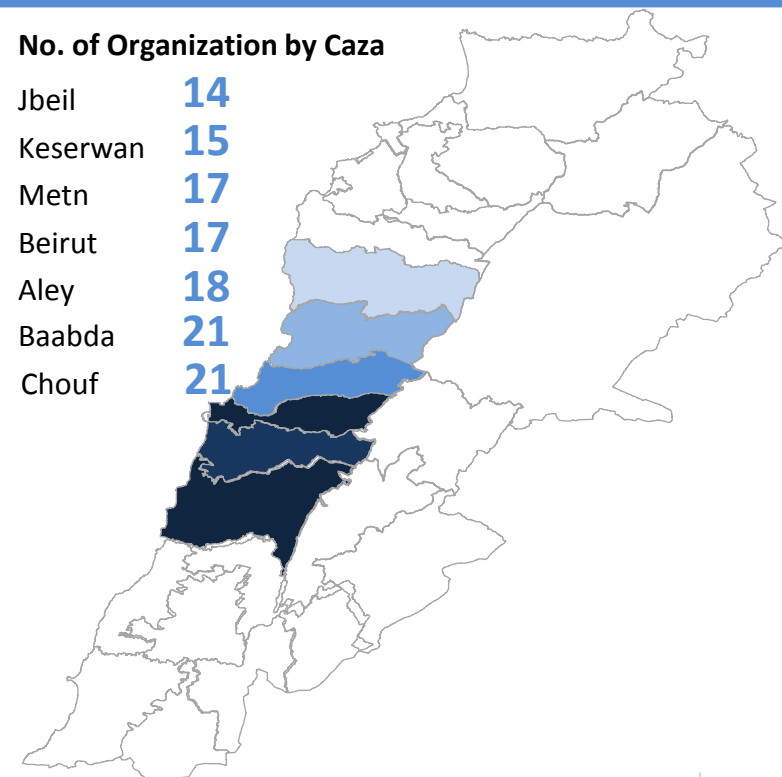 No. of Organization by Caza
Jbeil 14
Keserwan 15
Metn 17
Beirut 17
Aley 18
Baabda 21
Chouf 21